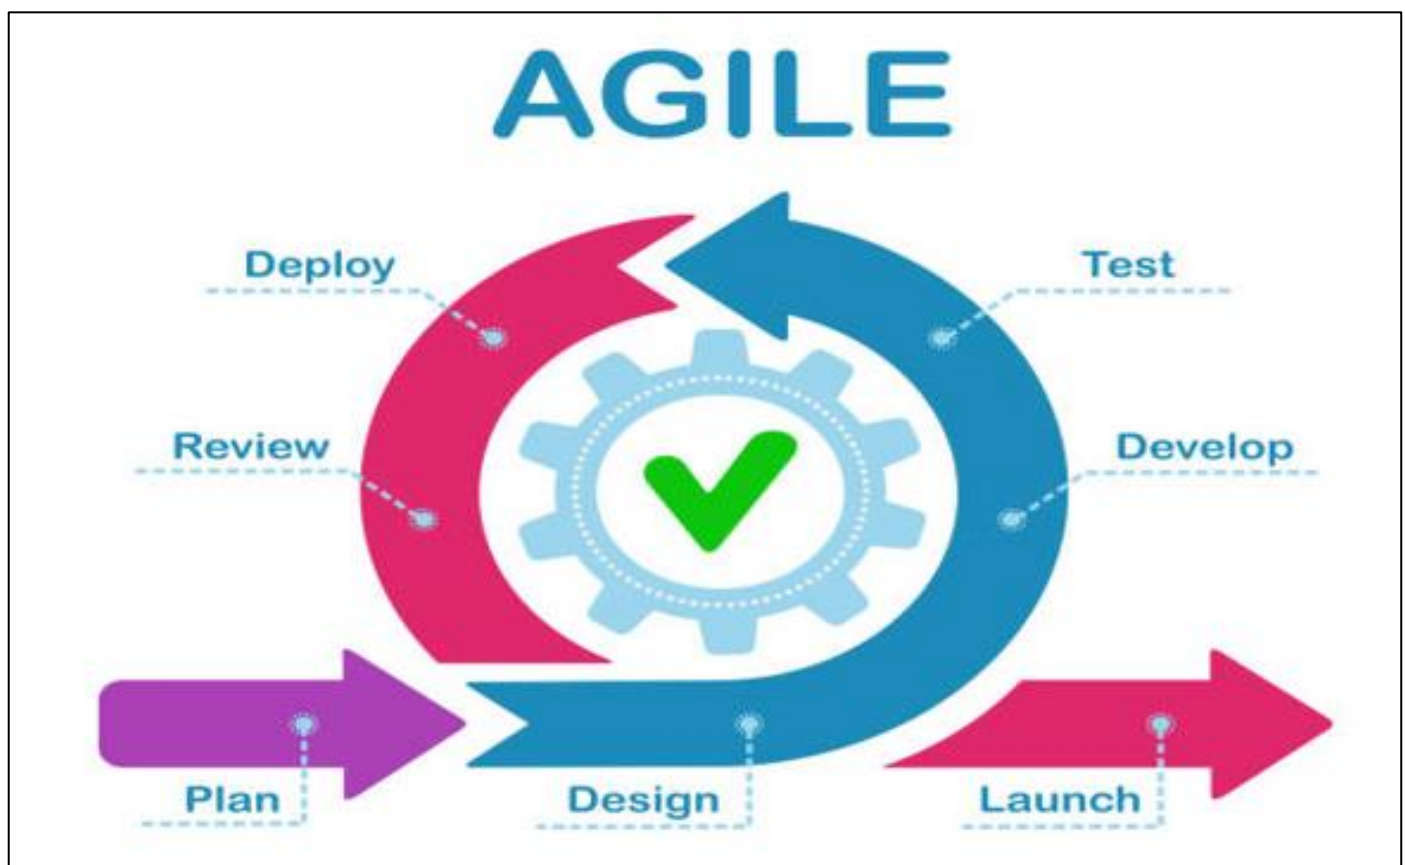 AGILE
Deploy
Test
Review
Develop
Plan
Design
Launch